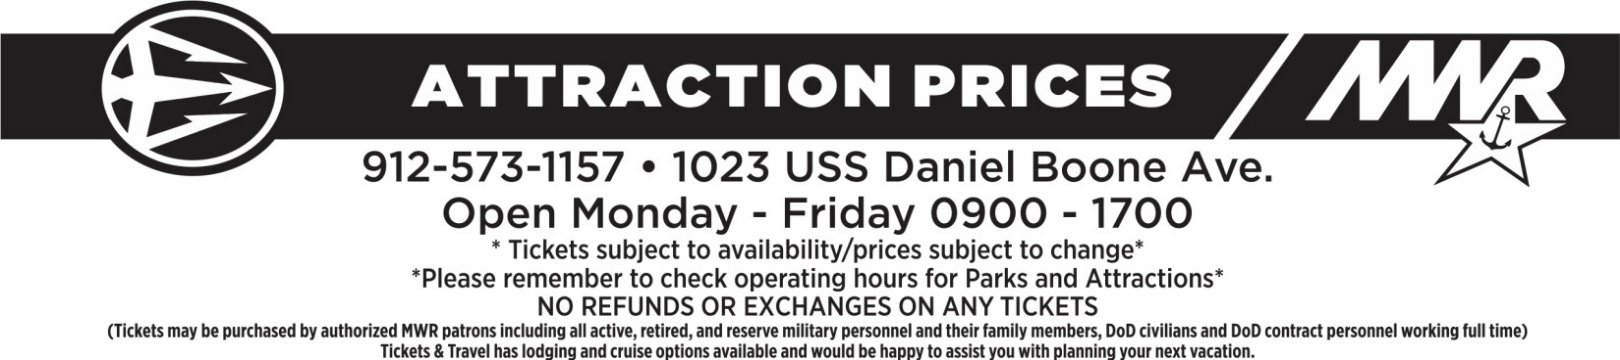 ATTRACTION PRICES
MWR
912-573-1157 • 1023 USS Daniel Boone Ave.
Open Monday - Friday 0900 - 1700
* Tickets subject to availability/prices subject to change*
*Please remember to check operating hours for Parks and Attractions*
NO REFUNDS OR EXCHANGES ON ANY TICKETS
(Tickets may be purchased by authorized MWR patrons including all active, retired, and reserve military personnel and their family members, DoD civilians and DoD contract personnel working full time)
Tickets & Travel has lodging and cruise options available and would be happy to assist you with planning your next vacation.